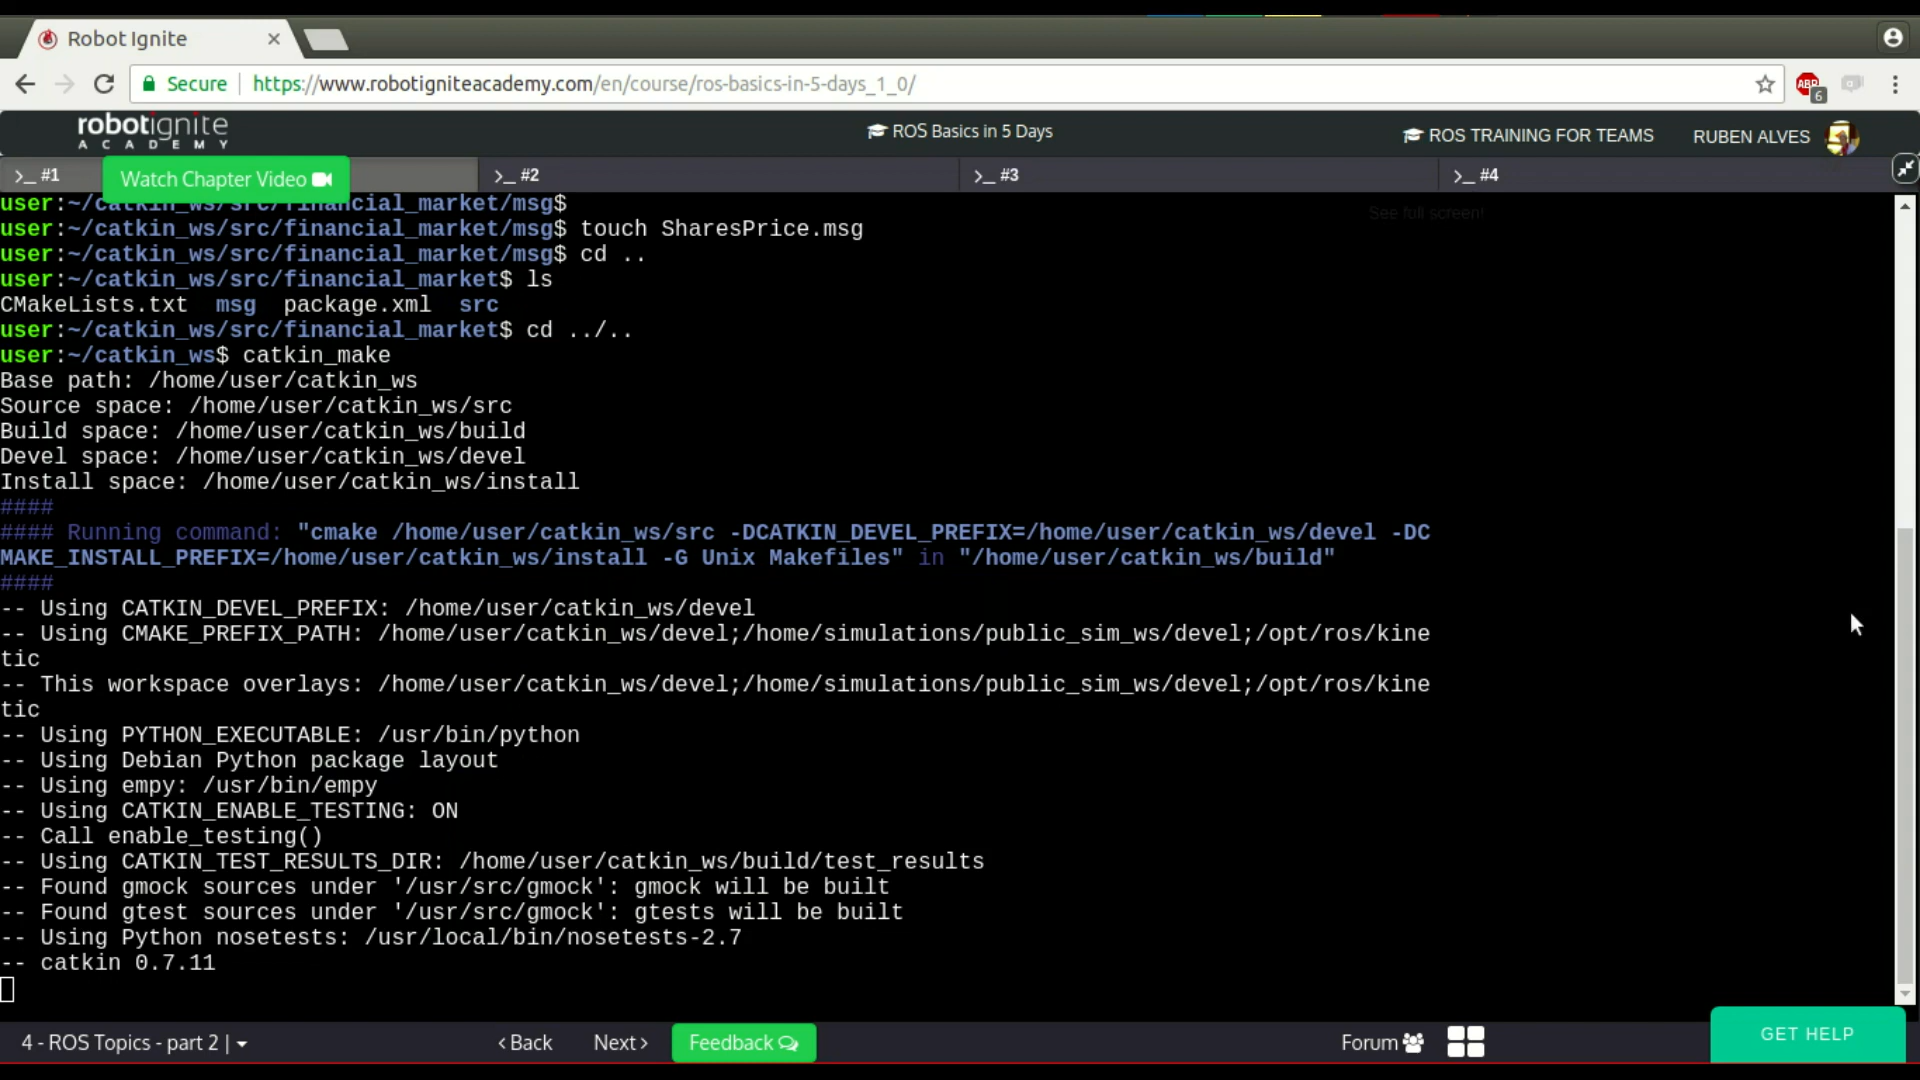 Robot Ignite
Secure
https://www.robotigniteacademy.com/en/course/ros-basics-in-5-days_1_0/
ABP
6
robotignite
ACADEMY
ROS Basics in 5 Days
ROS TRAINING FOR TEAMS
RUBEN ALVES
>_ #1
Watch Chapter Video
>_ #2
>_ #3
>_ #4
See full screen!
user:~/catkin_ws/src/financial_market/msg$
user:~/catkin_ws/src/financial_market/msg$ touch SharesPrice.msg
user:~/catkin_ws/src/financial_market/msg$ cd ..
user:~/catkin_ws/src/financial_market$ ls
CMakeLists.txt  msg  package.xml  src
user:~/catkin_ws/src/financial_market$ cd ../..
user:~/catkin_ws$ catkin_make
Base path: /home/user/catkin_ws
Source space: /home/user/catkin_ws/src
Build space: /home/user/catkin_ws/build
Devel space: /home/user/catkin_ws/devel
Install space: /home/user/catkin_ws/install
####
#### Running command: "cmake /home/user/catkin_ws/src -DCATKIN_DEVEL_PREFIX=/home/user/catkin_ws/devel -DC
MAKE_INSTALL_PREFIX=/home/user/catkin_ws/install -G Unix Makefiles" in "/home/user/catkin_ws/build"
####
-- Using CATKIN_DEVEL_PREFIX: /home/user/catkin_ws/devel
-- Using CMAKE_PREFIX_PATH: /home/user/catkin_ws/devel;/home/simulations/public_sim_ws/devel;/opt/ros/kine
tic
-- This workspace overlays: /home/user/catkin_ws/devel;/home/simulations/public_sim_ws/devel;/opt/ros/kine
tic
-- Using PYTHON_EXECUTABLE: /usr/bin/python
-- Using Debian Python package layout
-- Using empy: /usr/bin/empy
-- Using CATKIN_ENABLE_TESTING: ON
-- Call enable_testing()
-- Using CATKIN_TEST_RESULTS_DIR: /home/user/catkin_ws/build/test_results
-- Found gmock sources under '/usr/src/gmock': gmock will be built
-- Found gtest sources under '/usr/src/gmock': gtests will be built
-- Using Python nosetests: /usr/local/bin/nosetests-2.7
-- catkin 0.7.11
4 - ROS Topics - part 2 |
< Back
Next >
Feedback
Forum
GET HELP